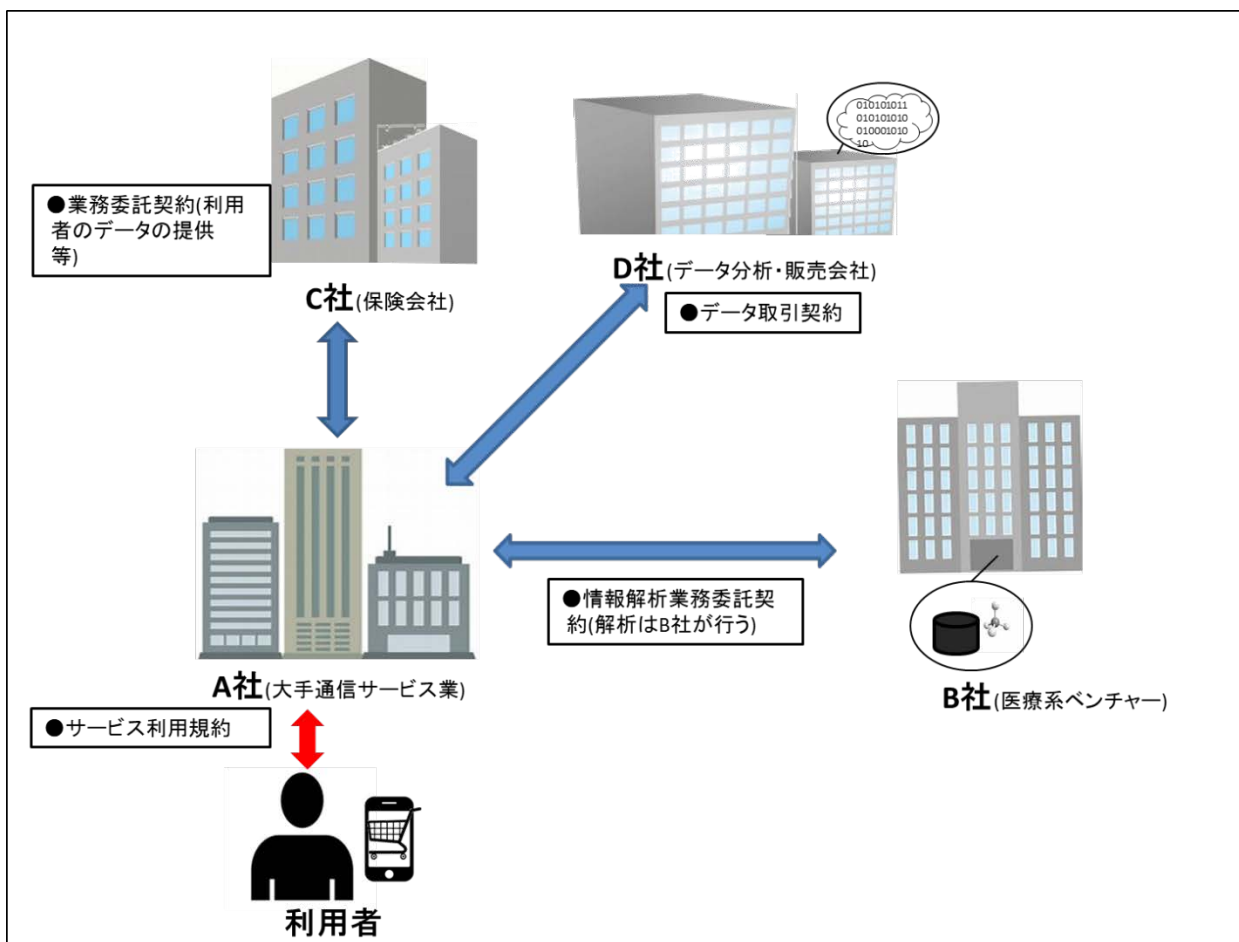 010101011
010101010
010001010
10
●業務委託契約(利用
者のデータの提供
等)
C社(保険会社)
D社(データ分析・販売会社)
●データ取引契約
●情報解析業務委託契
約(解析はB社が行う)
A社(大手通信サービス業)
B社(医療系ベンチャー)
●サービス利用規約
利用者